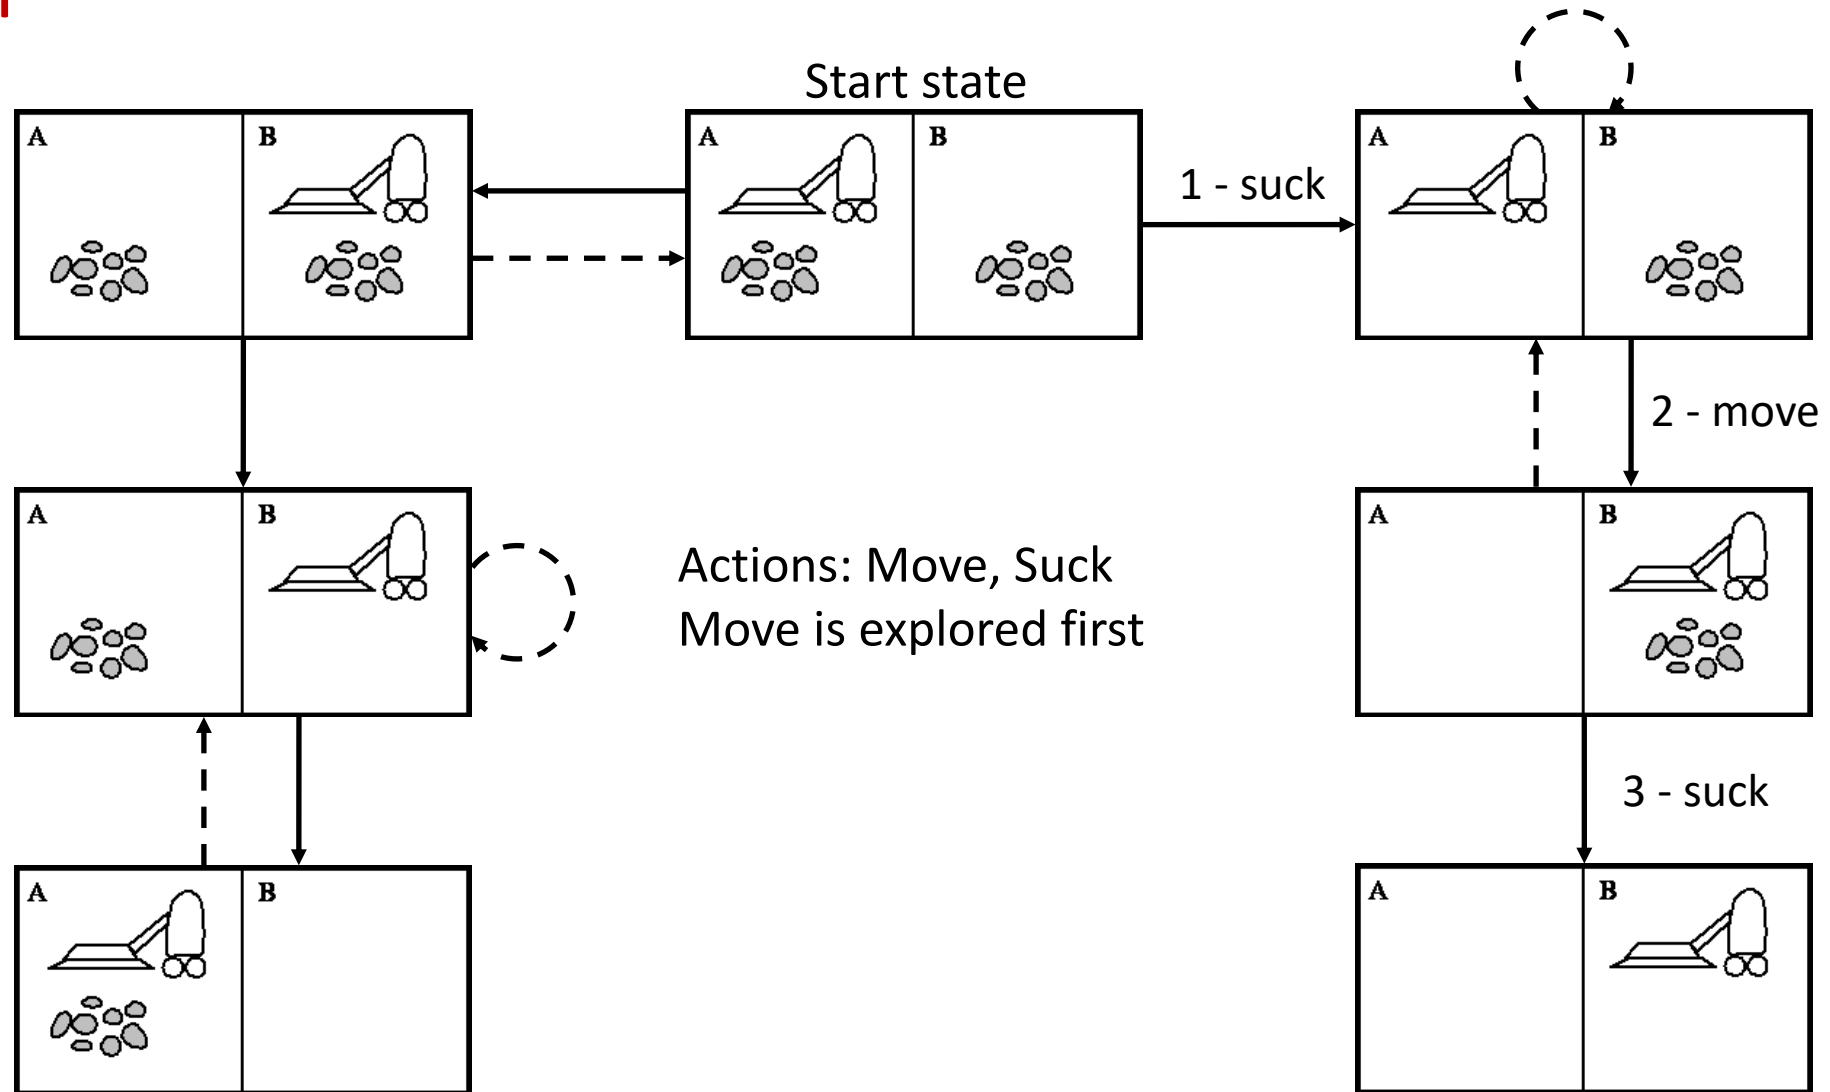 Start state
A B
A B
1 - suck
A B
2 - move
A B
Actions: Move, Suck
Move is explored first
A B
3 - suck
A B
A B